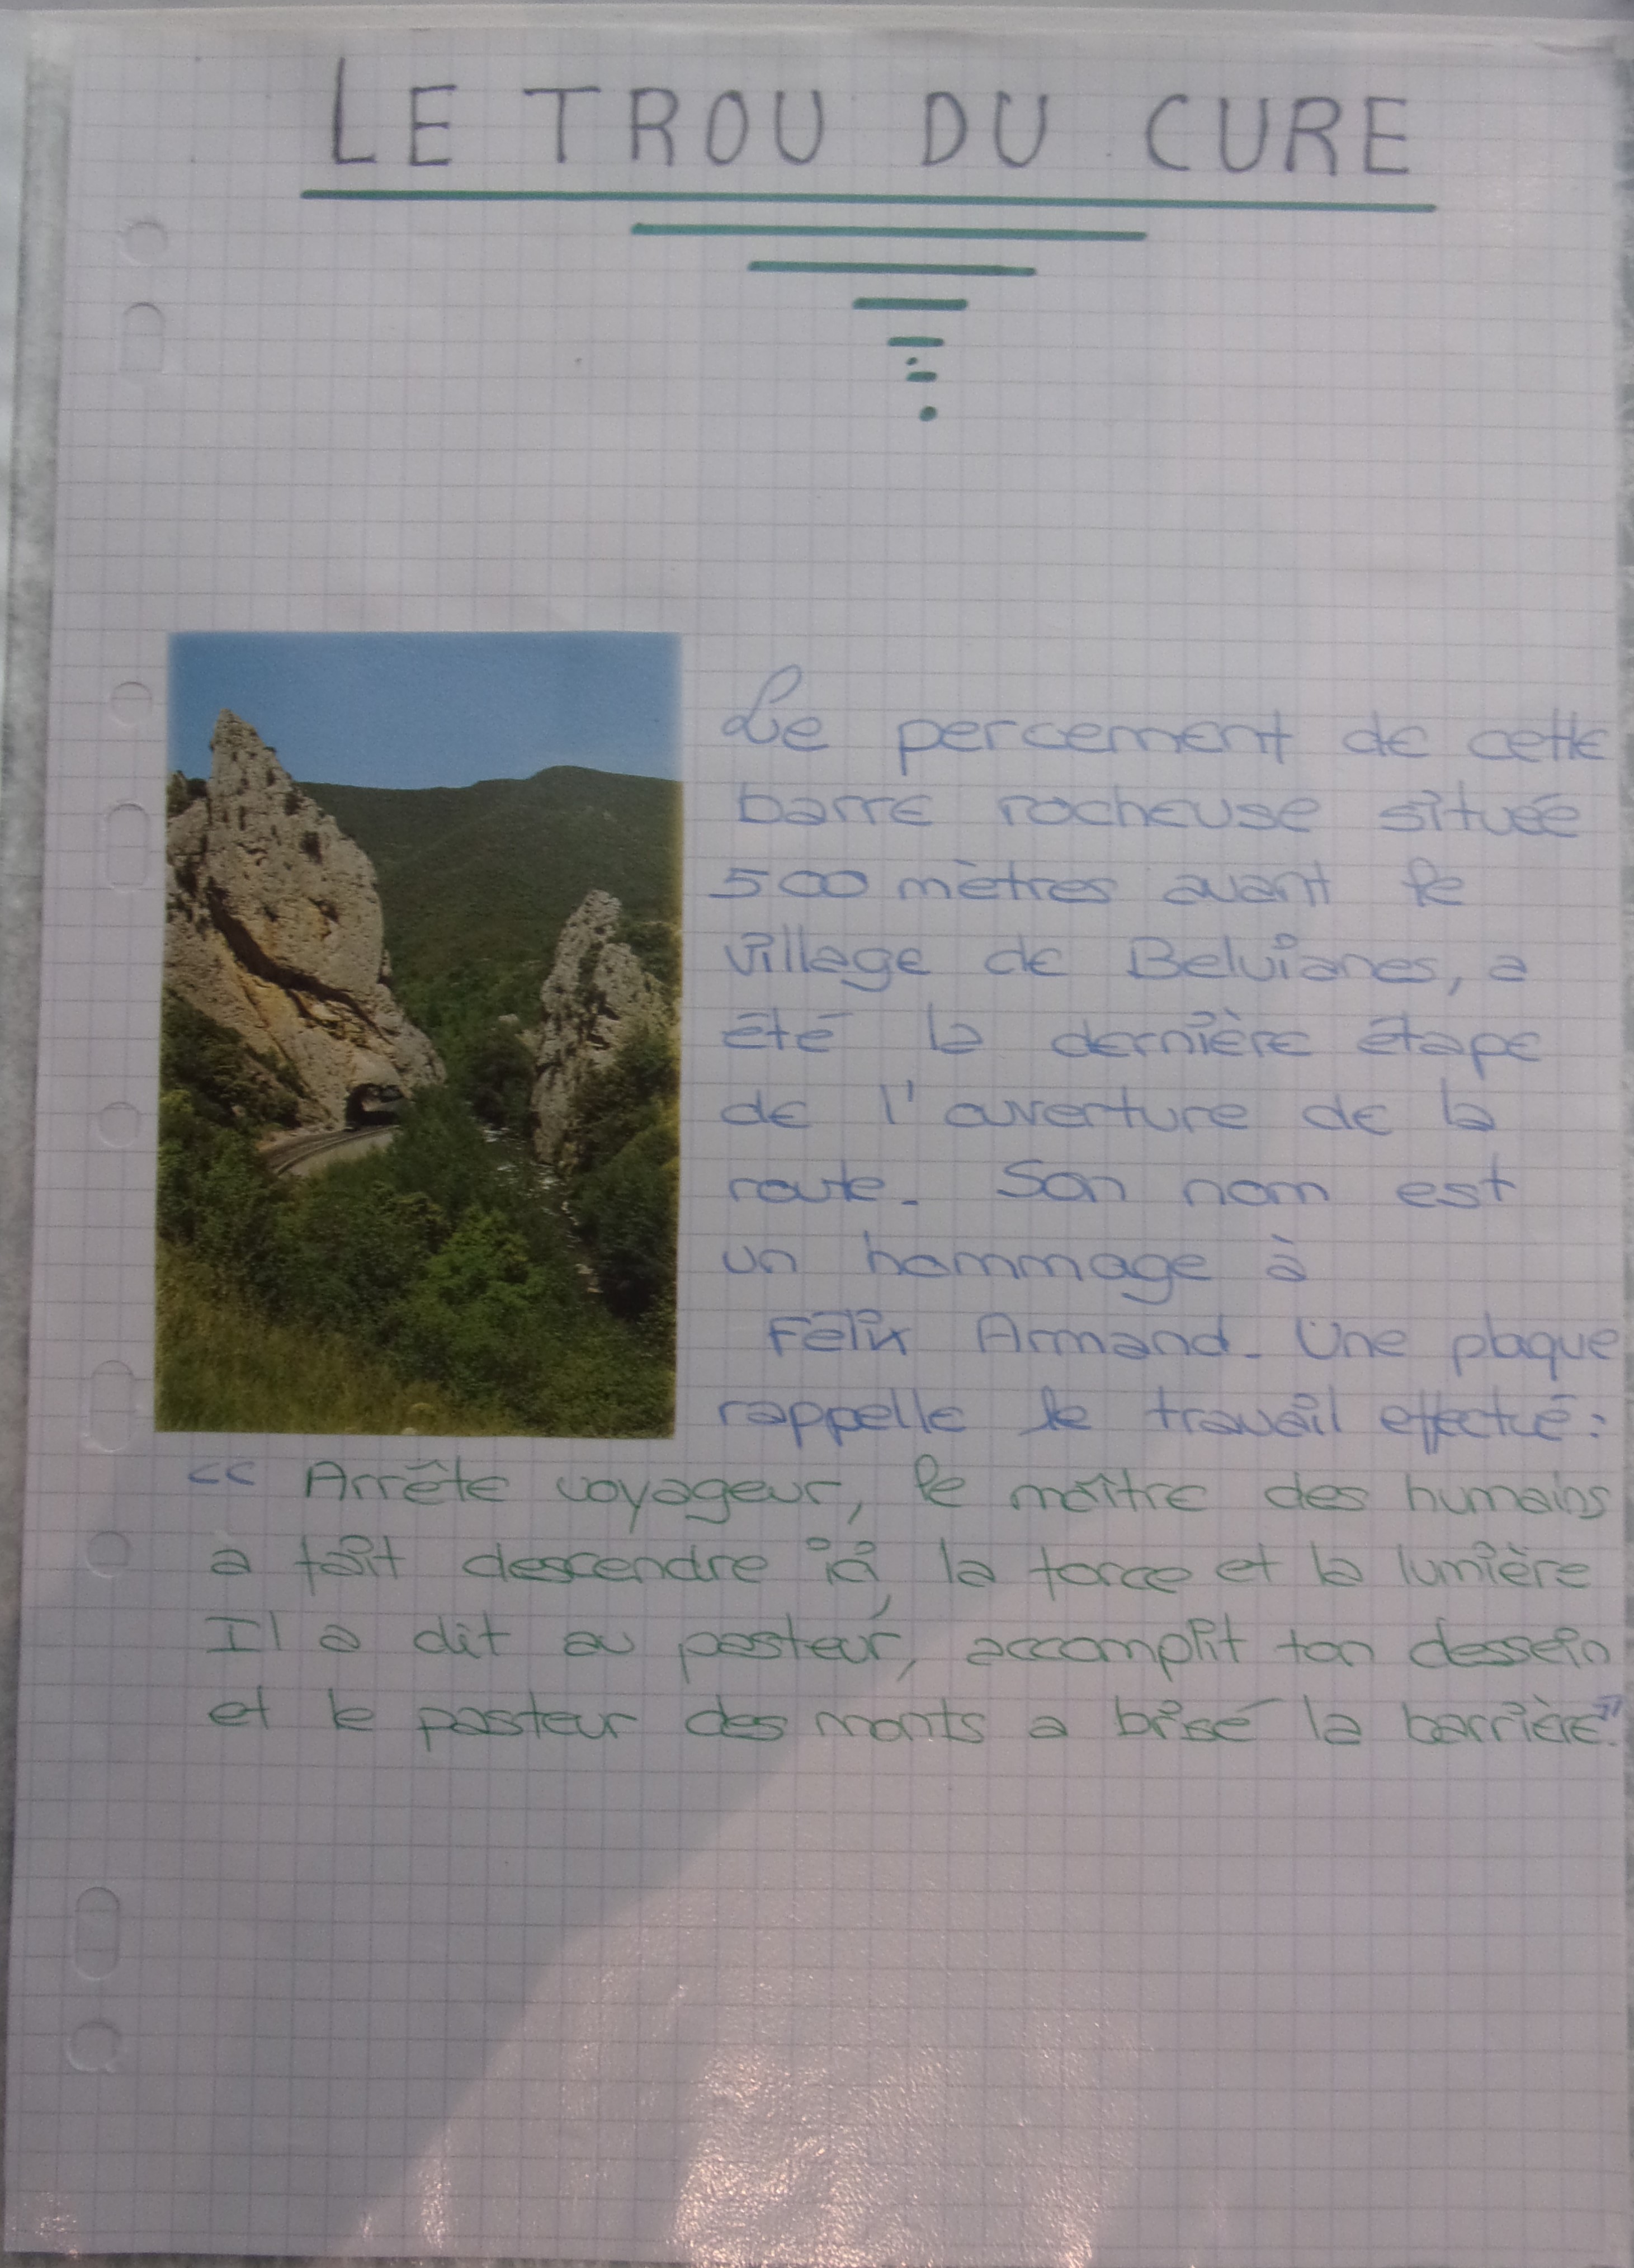 LE TROU DU CURE
Le percement de cette
barre rocheuse située
500 mètres avant le
village de Belvianes, a
été la dernière étape
de l'ouverture de la
route. Son nom est
un hommage à
Félix Armand. Une plaque
rappelle le travail effectué :
<< Arrête voyageur, le maître des humains
a fait descendre ici, la force et la lumière
Il a dit au pasteur, accomplit ton dessein
et le pasteur des monts a brisé la barrière."